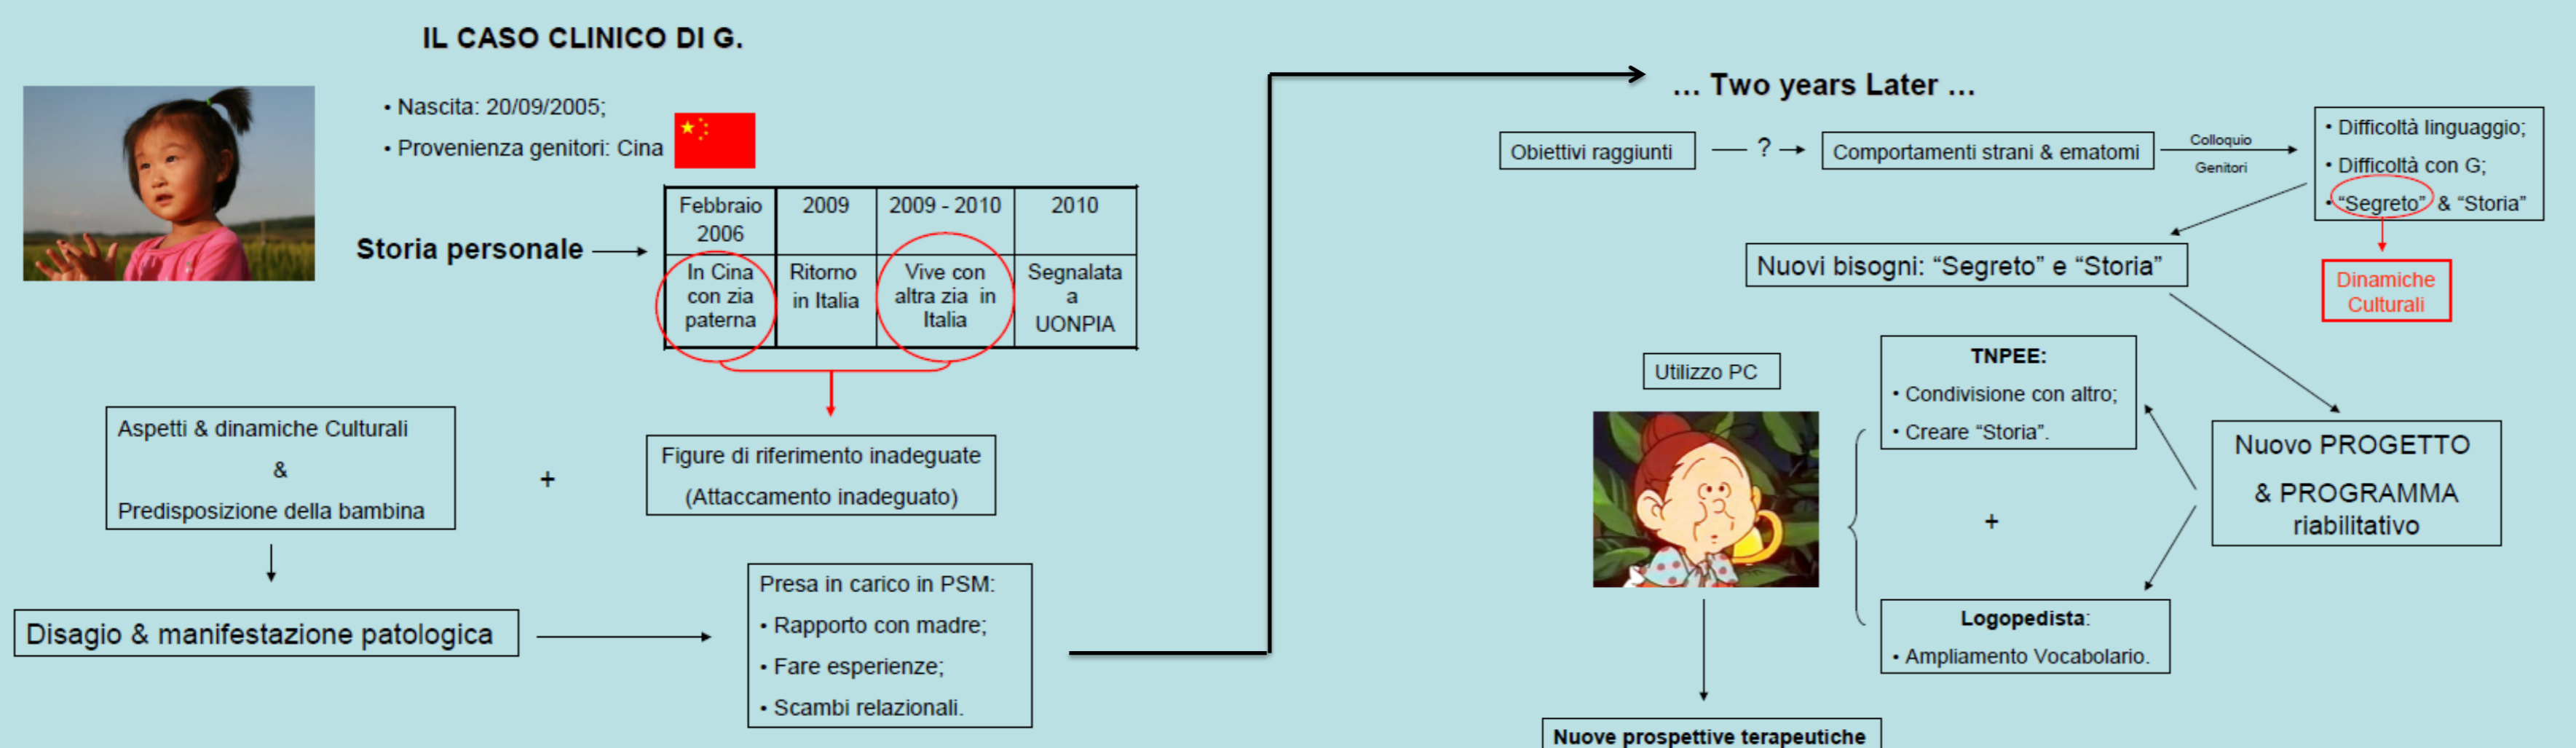 IL CASO CLINICO DI G.
• Nascita: 20/09/2005;
• Provenienza genitori: Cina
Storia personale
Febbraio 2006
2009
2009 - 2010
2010
In Cina con zia paterna
Ritorno in Italia
Vive con altra zia in Italia
Segnalata a UONPIA
Aspetti & dinamiche Culturali
&
Predisposizione della bambina
+
Figure di riferimento inadeguate
(Attaccamento inadeguato)
Disagio & manifestazione patologica
Presa in carico in PSM:
• Rapporto con madre;
• Fare esperienze;
• Scambi relazionali.
... Two years Later ...
Obiettivi raggiunti
?
Comportamenti strani & ematomi
Colloquio
Genitori
• Difficoltà linguaggio;
• Difficoltà con G;
• “Segreto” & “Storia”
Dinamiche
Culturali
Nuovi bisogni: “Segreto” e “Storia”
Utilizzo PC
TNPEE:
• Condivisione con altro;
• Creare “Storia”.
+
Logopedista:
• Ampliamento Vocabolario.
Nuovo PROGETTO
& PROGRAMMA
riabilitativo
Nuove prospettive terapeutiche